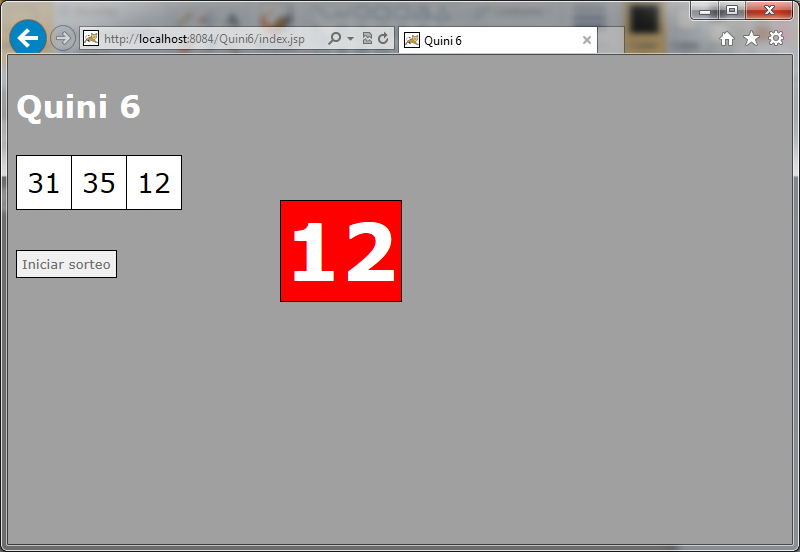 http://localhost:8084/Quini6/index.jsp
Quini 6
Quini 6
31 35 12
12
Iniciar sorteo